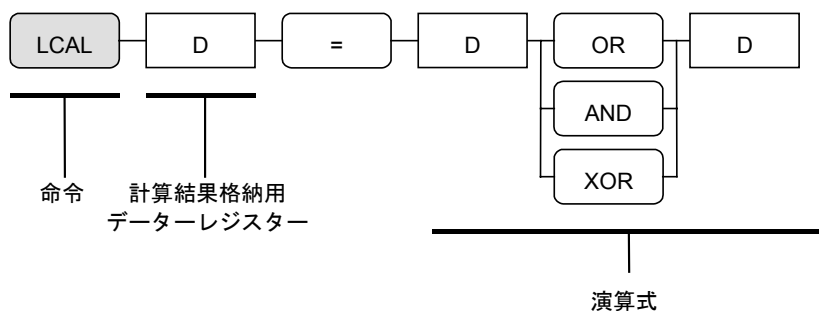 LCAL D = D OR D
AND
XOR
命令
計算結果格納用
データーレジスター
演算式